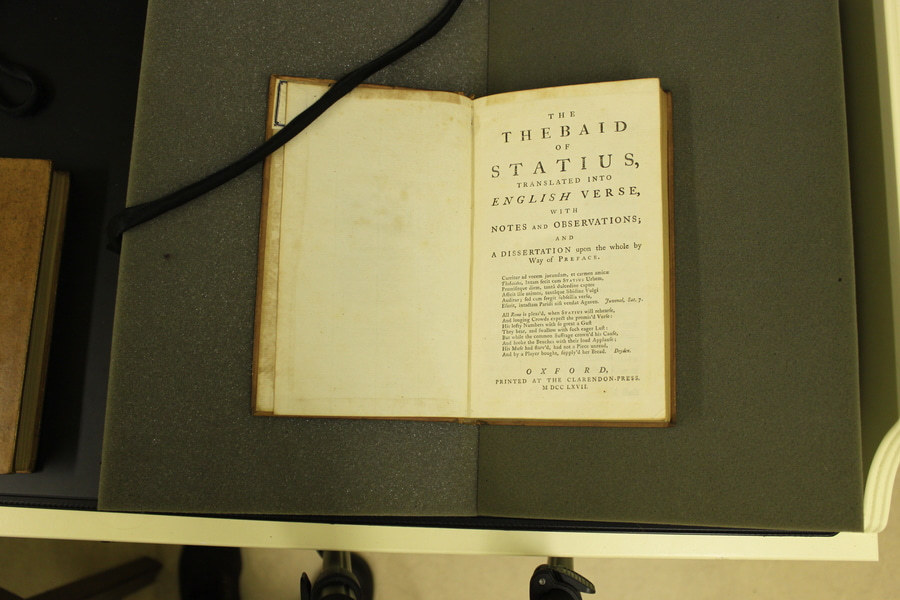 THE
THEBAID
OF
STATIUS,
TRANSLATED INTO
ENGLISH VERSE,
WITH
NOTES AND OBSERVATIONS;
AND
A DISSERTATION upon the whole by
Way of PREFACE.
Curritur ad vocem jucundam, et carmen amicæ
Thebaidos, lætam fecit cum STATIUS Urbem,
Promisitque diem, tantâ dulcedine captos
Afficit ille animos, tantâque libidine Vulgi
Auditur; sed cum fregit subsellia versu,
Esurit, intactam Paridi nisi vendat Agaven. Juvenal, Sat. 7.
All Rome is pleas'd, when STATIUS will rehearse,
And longing Crowds expect the promis'd Verse:
His lofty Numbers with so great a Gust
They hear, and swallow with such eager Lust:
But while the common Suffrage crown'd his Cause,
And broke the Benches with their loud Applause;
His Muse had starv'd, had not a Piece unread,
And by a Player bought, supply'd her Bread. Dryden.
OXFORD,
PRINTED AT THE CLARENDON-PRESS.
M DCC LXVII.